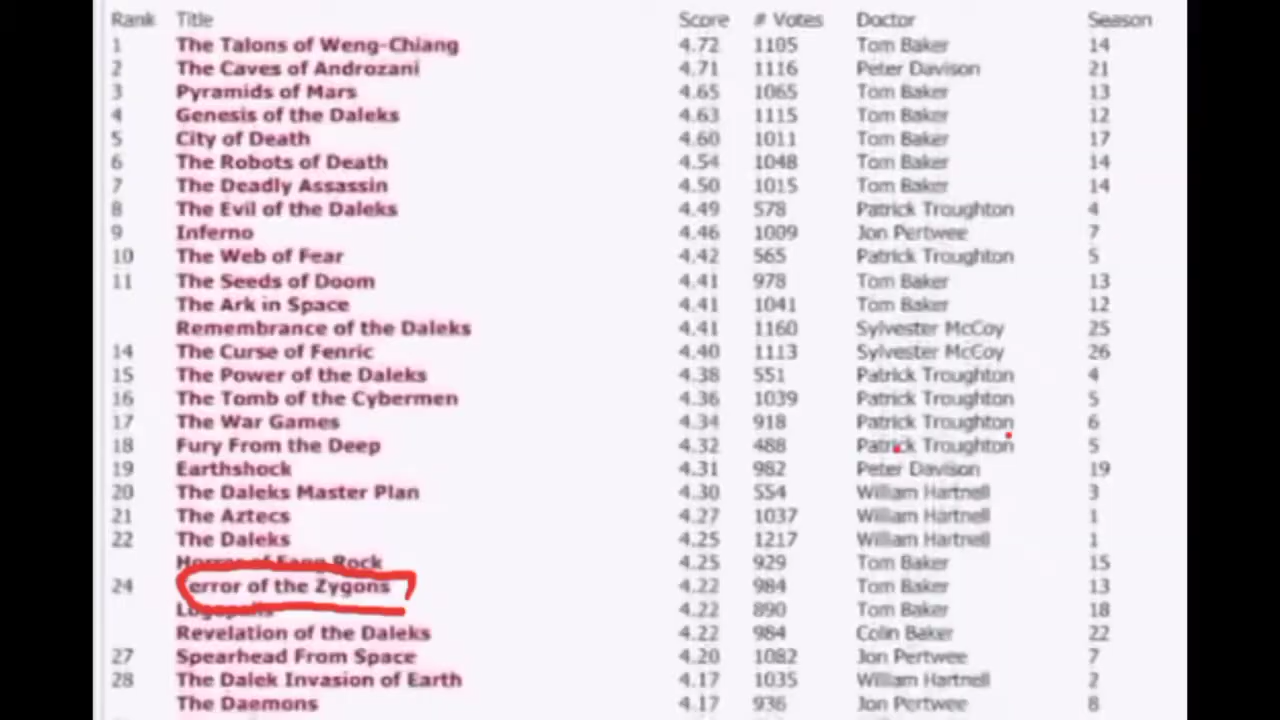 Rank Title Score # Votes Doctor Season
1 The Talons of Weng-Chiang 4.72 1105 Tom Baker 14
2 The Caves of Androzani 4.71 1116 Peter Davison 21
3 Pyramids of Mars 4.65 1065 Tom Baker 13
4 Genesis of the Daleks 4.63 1115 Tom Baker 12
5 City of Death 4.60 1011 Tom Baker 17
6 The Robots of Death 4.54 1048 Tom Baker 14
7 The Deadly Assassin 4.50 1015 Tom Baker 14
8 The Evil of the Daleks 4.49 578 Patrick Troughton 4
9 Inferno 4.46 1009 Jon Pertwee 7
10 The Web of Fear 4.42 565 Patrick Troughton 5
11 The Seeds of Doom 4.41 978 Tom Baker 13
The Ark in Space 4.41 1041 Tom Baker 12
Remembrance of the Daleks 4.41 1160 Sylvester McCoy 25
14 The Curse of Fenric 4.40 1113 Sylvester McCoy 26
15 The Power of the Daleks 4.38 551 Patrick Troughton 4
16 The Tomb of the Cybermen 4.36 1039 Patrick Troughton 5
17 The War Games 4.34 918 Patrick Troughton 6
18 Fury From the Deep 4.32 488 Patrick Troughton 5
19 Earthshock 4.31 982 Peter Davison 19
20 The Daleks Master Plan 4.30 554 William Hartnell 3
21 The Aztecs 4.27 1037 William Hartnell 1
22 The Daleks 4.25 1217 William Hartnell 1
Horror of Fang Rock 4.25 929 Tom Baker 15
24 Terror of the Zygons 4.22 984 Tom Baker 13
Logopolis 4.22 890 Tom Baker 18
Revelation of the Daleks 4.22 984 Colin Baker 22
27 Spearhead From Space 4.20 1082 Jon Pertwee 7
28 The Dalek Invasion of Earth 4.17 1035 William Hartnell 2
The Daemons 4.17 936 Jon Pertwee 8